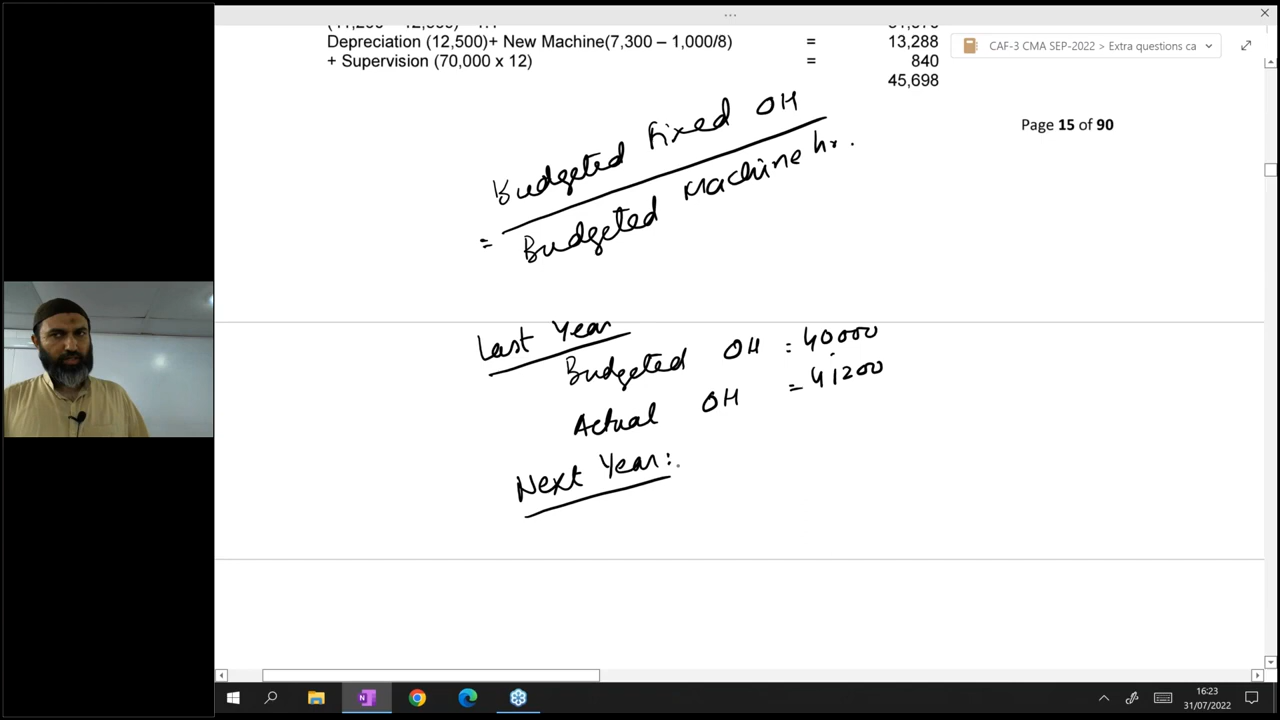 Depreciation (12,500)+ New Machine(7,300 – 1,000/8) = 13,288
+ Supervision (70,000 x 12) = 840
45,698
CAF-3 CMA SEP-2022 > Extra questions ca
Page 15 of 90
Budgeted Fixed OH
= Budgeted Machine hr.
Last Year
Budgeted OH : 40000
Actual OH = 41200
Next Year:
16:23
31/07/2022